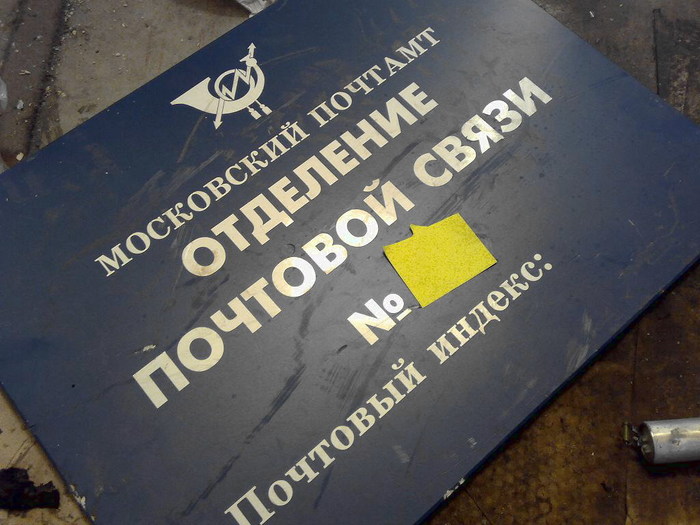 МОСКОВСКИЙ ПОЧТАМТ
ОТДЕЛЕНИЕ
ПОЧТОВОЙ СВЯЗИ
№
Почтовый индекс: